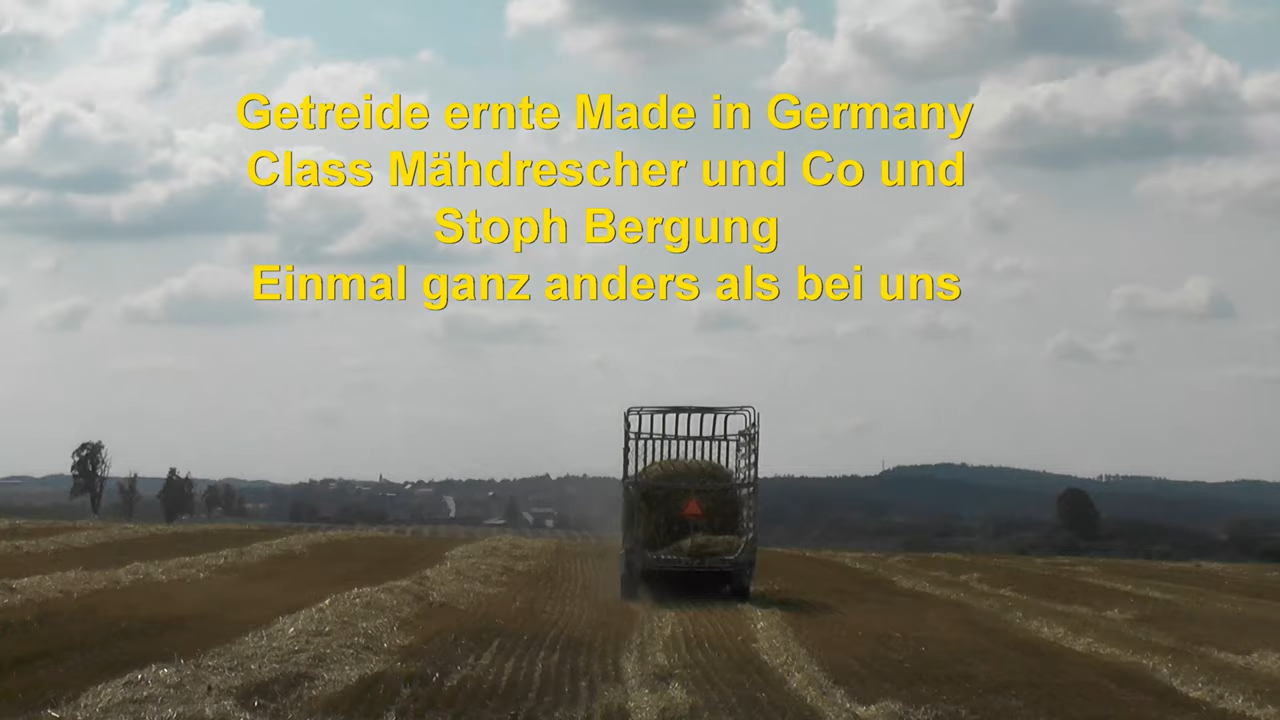 Getreide ernte Made in Germany
Class Mähdrescher und Co und
Stoph Bergung
Einmal ganz anders als bei uns